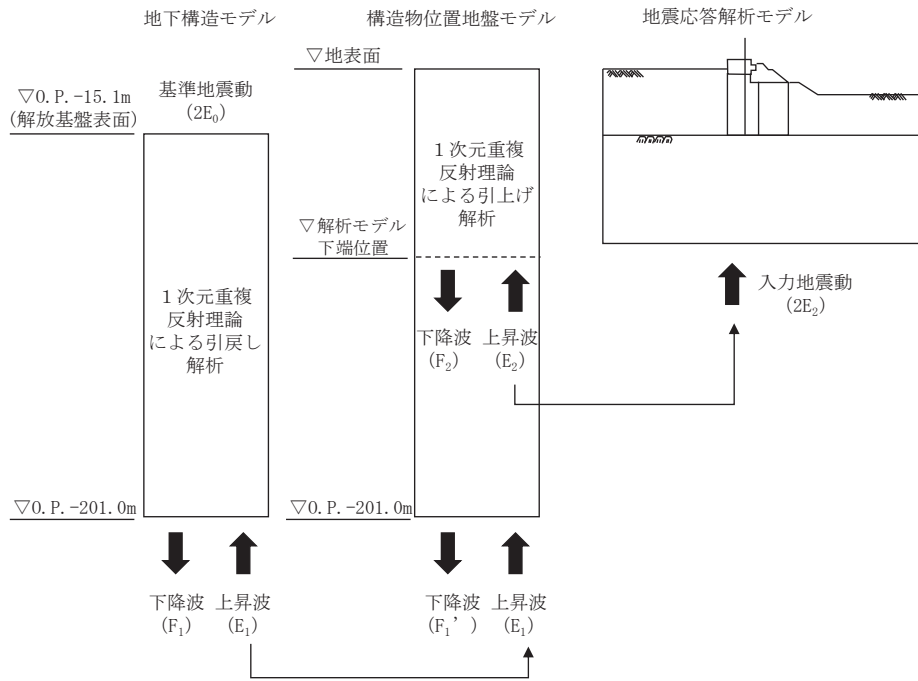 地下構造モデル
構造物位置地盤モデル
地震応答解析モデル
▽O.P.-15.1m
(解放基盤表面)
基準地震動
(2E₀)
１次元重複
反射理論
による引戻し
解析
▽O.P.-201.0m
下降波
(F₁)
上昇波
(E₁)
▽地表面
１次元重複
反射理論
による引上げ
解析
▽解析モデル
下端位置
下降波
(F₂)
上昇波
(E₂)
▽O.P.-201.0m
下降波
(F₁’)
上昇波
(E₁)
入力地震動
(2E₂)